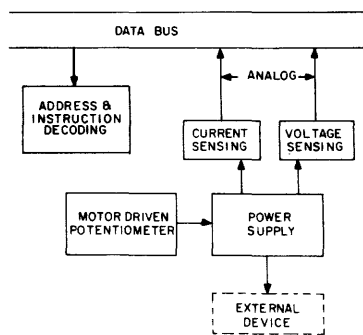 DATA BUS
ANALOG
ADDRESS &
INSTRUCTION
DECODING
CURRENT
SENSING
VOLTAGE
SENSING
MOTOR DRIVEN
POTENTIOMETER
POWER
SUPPLY
EXTERNAL
DEVICE